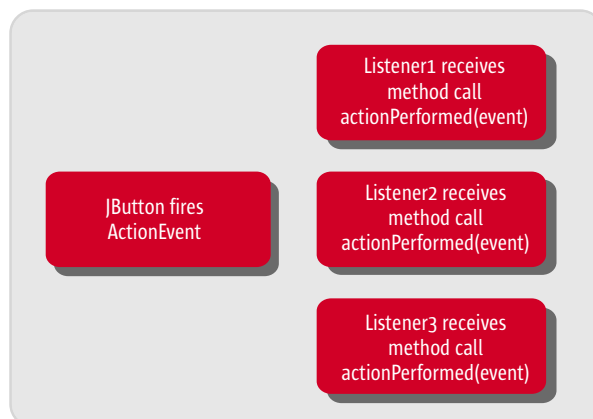 Listener1 receives
method call
actionPerformed(event)
JButton fires
ActionEvent
Listener2 receives
method call
actionPerformed(event)
Listener3 receives
method call
actionPerformed(event)